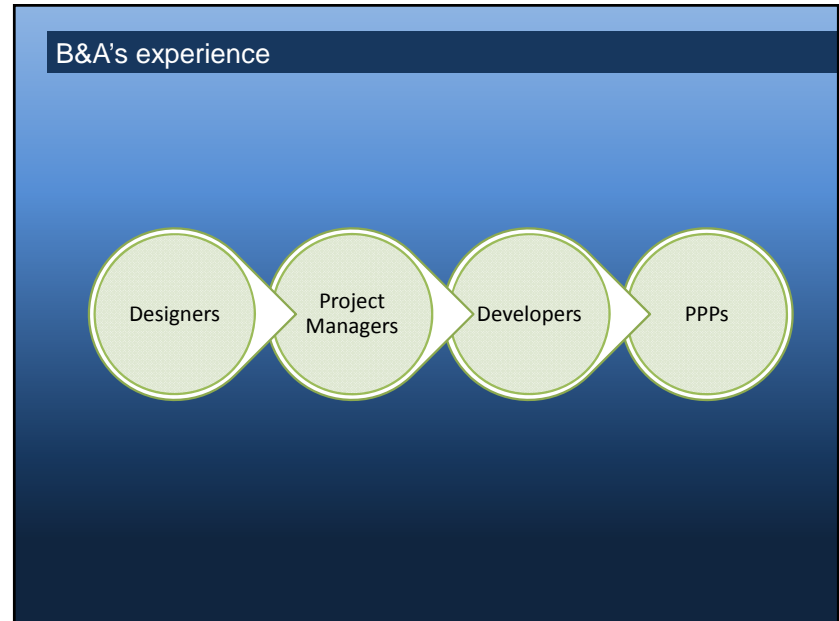 B&A's experience
Designers
Project
Managers
Developers
PPPs